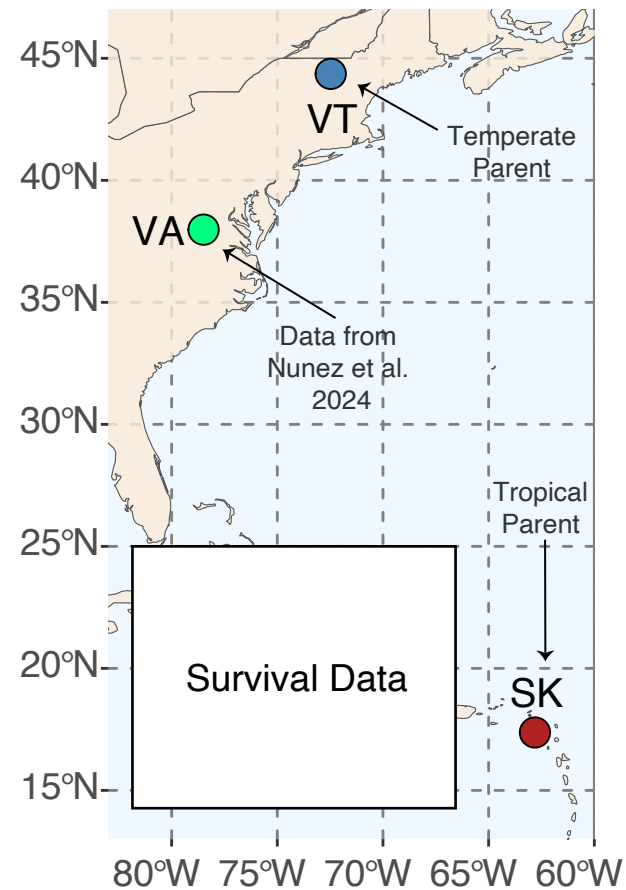 45°N
VT
Temperate
Parent
40°N
VA
35°N
Data from
Nunez et al.
2024
30°N
Tropical
Parent
25°N
20°N
Survival Data
SK
15°N
80°W 75°W 70°W 65°W 60°W